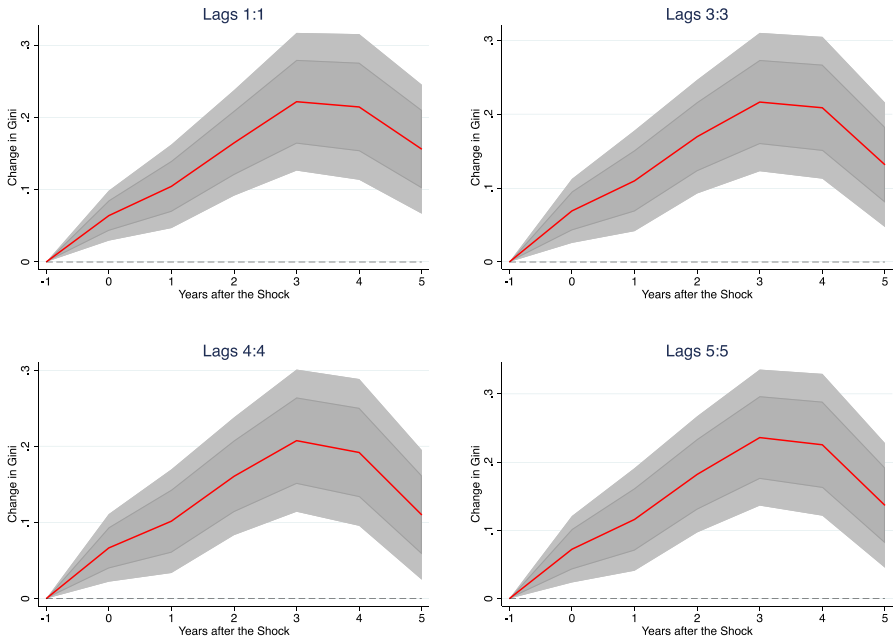 Lags 1:1
Change in Gini
.3
.2
.1
0
-1 0 1 2 3 4 5
Years after the Shock
Lags 3:3
Change in Gini
.3
.2
.1
0
-1 0 1 2 3 4 5
Years after the Shock
Lags 4:4
Change in Gini
.3
.2
.1
0
-1 0 1 2 3 4 5
Years after the Shock
Lags 5:5
Change in Gini
.3
.2
.1
0
-1 0 1 2 3 4 5
Years after the Shock